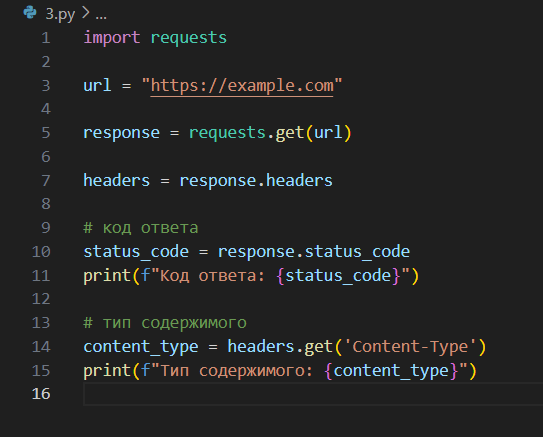 3.py > ...
1 import requests
2
3 url = "https://example.com"
4
5 response = requests.get(url)
6
7 headers = response.headers
8
9 # код ответа
10 status_code = response.status_code
11 print(f"Код ответа: {status_code}")
12
13 # тип содержимого
14 content_type = headers.get('Content-Type')
15 print(f"Тип содержимого: {content_type}")
16